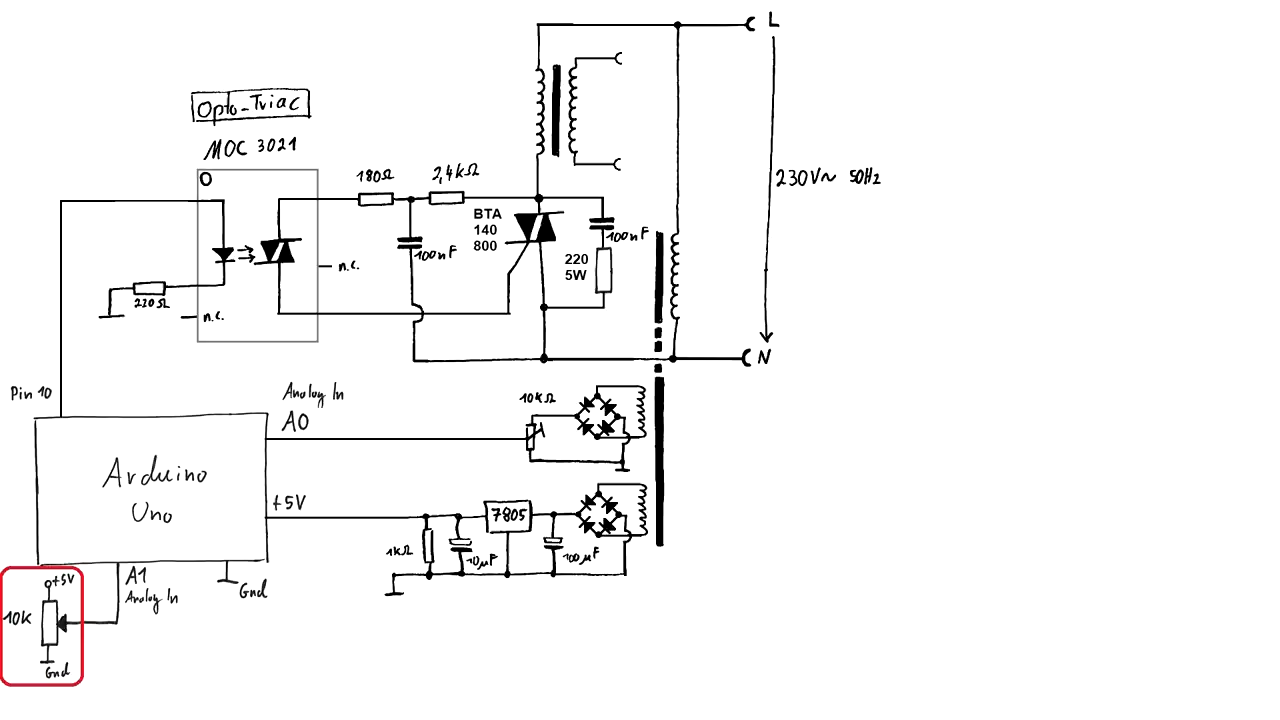 L
Opto-Triac
MOC 3021
O
180Ω
2,4kΩ
230V~ 50Hz
BTA
140
800
100nF
100nF
220
5W
n.c.
220Ω
n.c.
N
Pin 10
Analog In
A0
10kΩ
Arduino
Uno
+5V
7805
1kΩ
10µF
100µF
A1
Analog In
Gnd
+5V
10K
Gnd